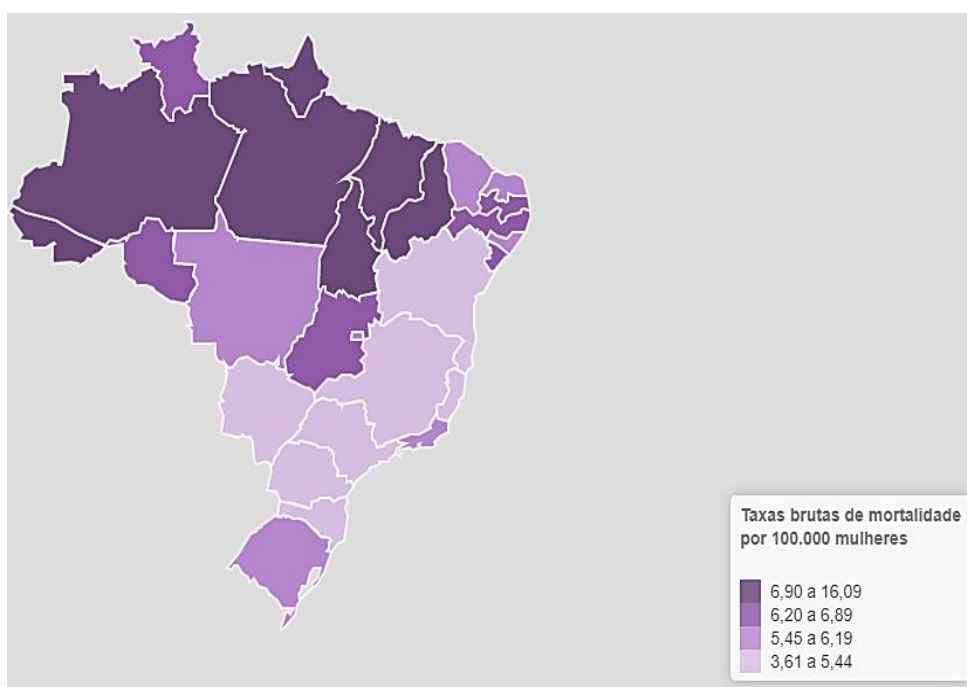 Taxas brutas de mortalidade
por 100.000 mulheres
6,90 a 16,09
6,20 a 6,89
5,45 a 6,19
3,61 a 5,44